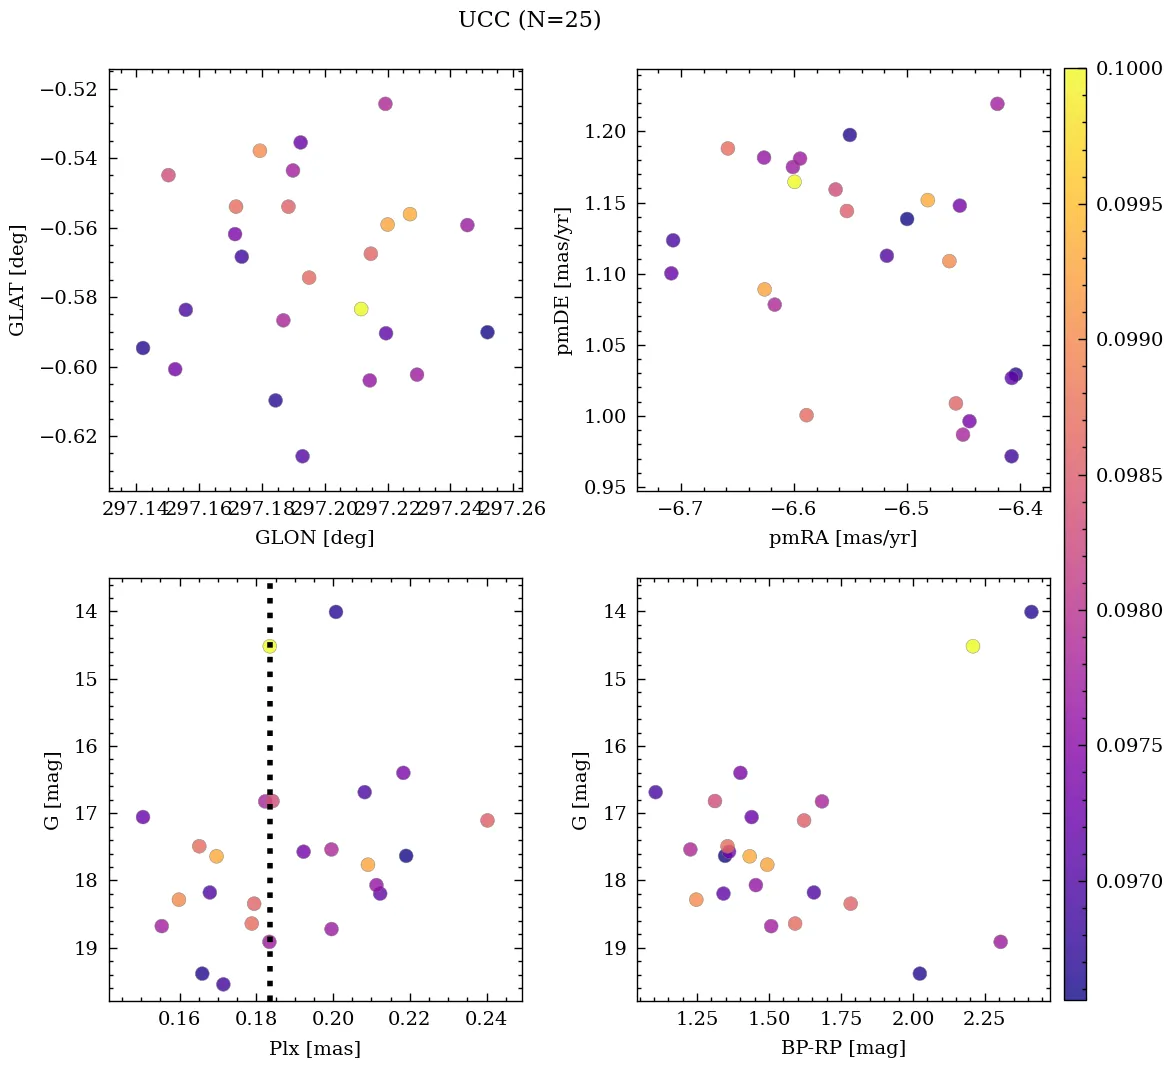 UCC (N=25)
−0.52
−0.54
−0.56
−0.58
−0.60
−0.62
GLAT [deg]
297.14 297.16 297.18 297.20 297.22 297.24 297.26
GLON [deg]
1.20
1.15
1.10
1.05
1.00
0.95
pmDE [mas/yr]
−6.7 −6.6 −6.5 −6.4
pmRA [mas/yr]
14
15
16
17
18
19
G [mag]
0.16 0.18 0.20 0.22 0.24
Plx [mas]
14
15
16
17
18
19
G [mag]
1.25 1.50 1.75 2.00 2.25
BP-RP [mag]
0.1000
0.0995
0.0990
0.0985
0.0980
0.0975
0.0970